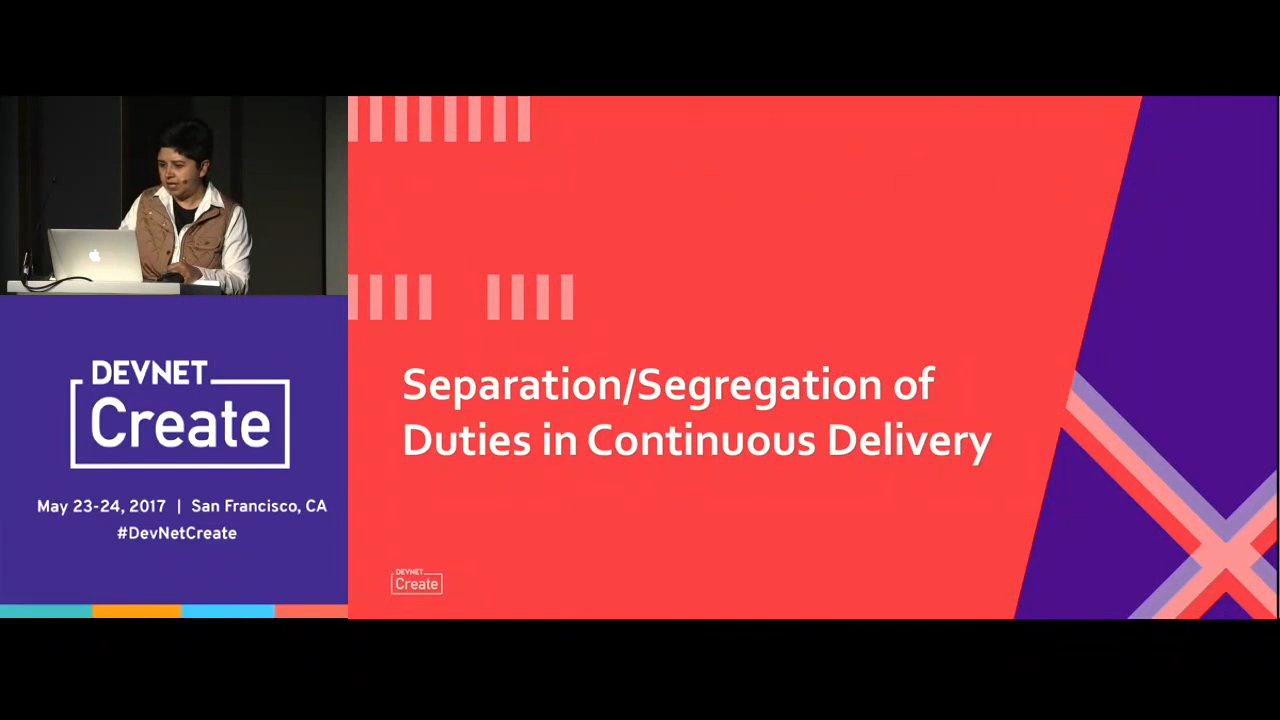 DEVNET
Create
May 23-24, 2017 | San Francisco, CA
#DevNetCreate
Separation/Segregation of
Duties in Continuous Delivery
DEVNET
Create